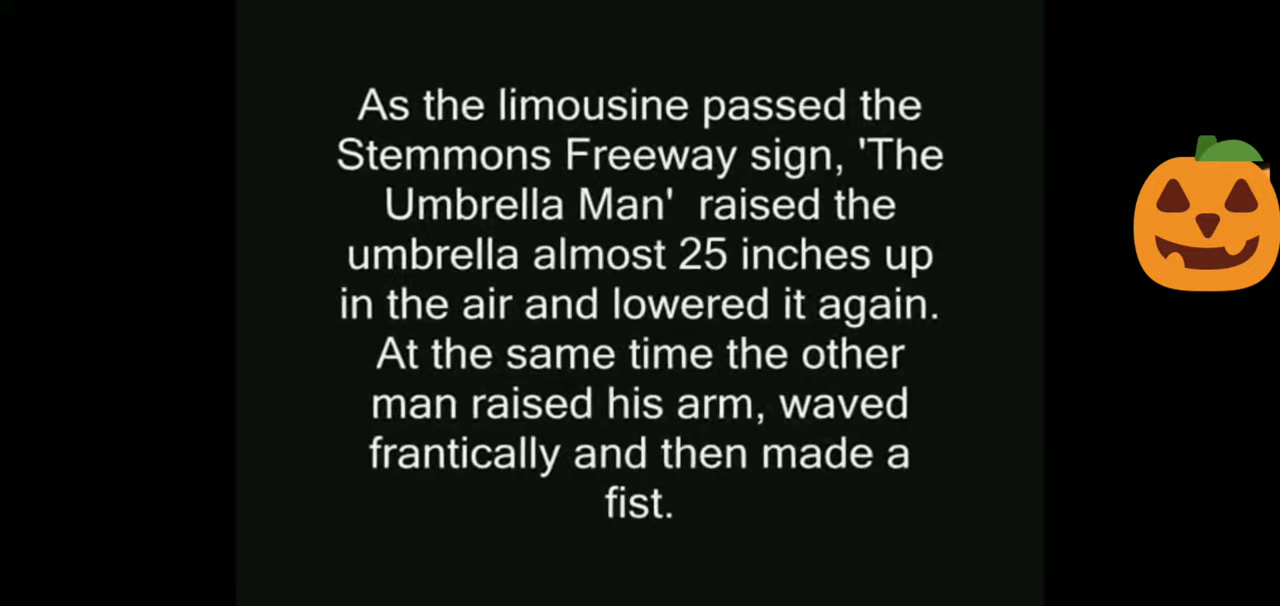 As the limousine passed the
Stemmons Freeway sign, 'The
Umbrella Man'  raised the
umbrella almost 25 inches up
in the air and lowered it again.
At the same time the other
man raised his arm, waved
frantically and then made a
fist.